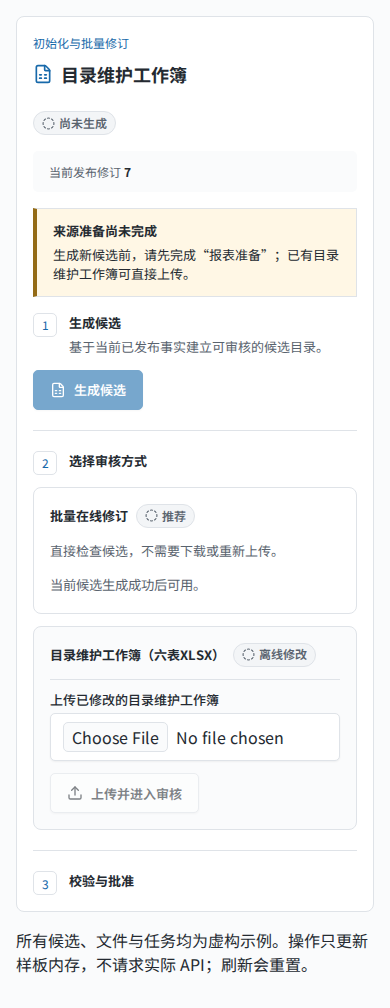 初始化与批量修订
目录维护工作簿
尚未生成
当前发布修订 7
来源准备尚未完成
生成新候选前，请先完成“报表准备”；已有目录
维护工作簿可直接上传。
1 生成候选
基于当前已发布事实建立可审核的候选目录。
生成候选
2 选择审核方式
批量在线修订 推荐
直接检查候选，不需要下载或重新上传。
当前候选生成成功后可用。
目录维护工作簿（六表XLSX） 离线修改
上传已修改的目录维护工作簿
Choose File No file chosen
上传并进入审核
3 校验与批准
所有候选、文件与任务均为虚构示例。操作只更新
样板内存，不请求实际 API；刷新会重置。